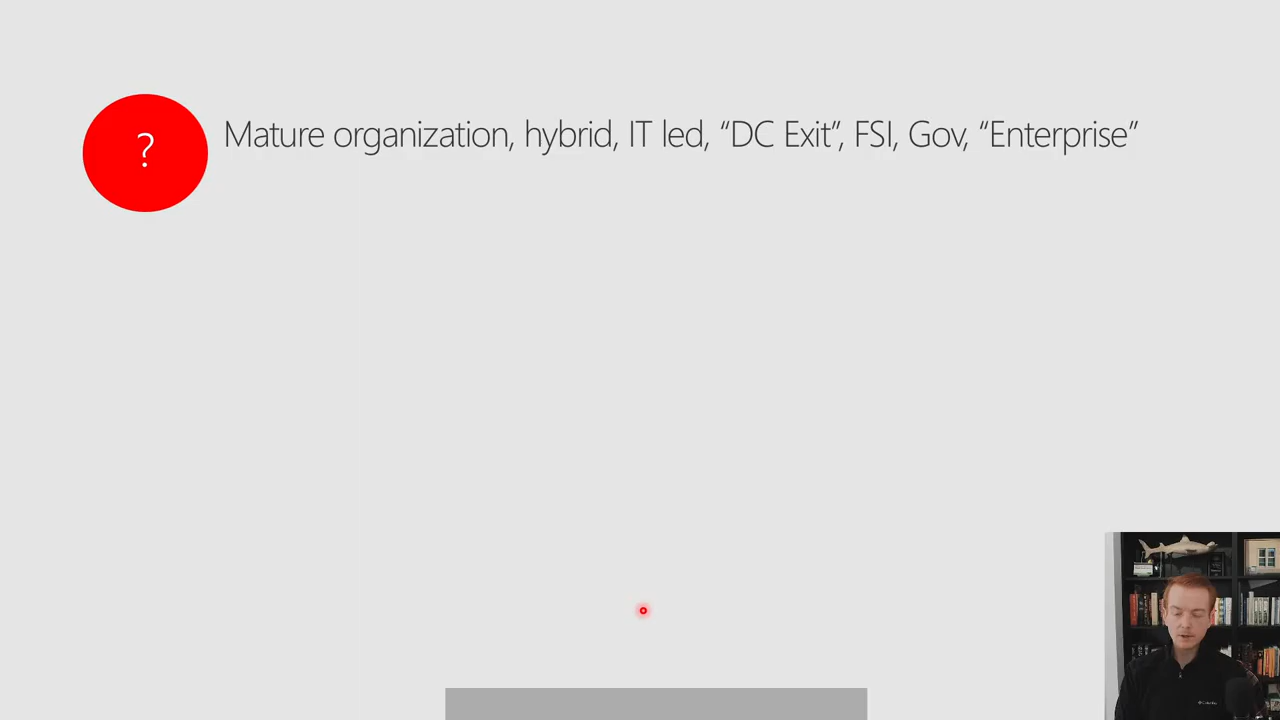 ?
Mature organization, hybrid, IT led, “DC Exit”, FSI, Gov, “Enterprise”